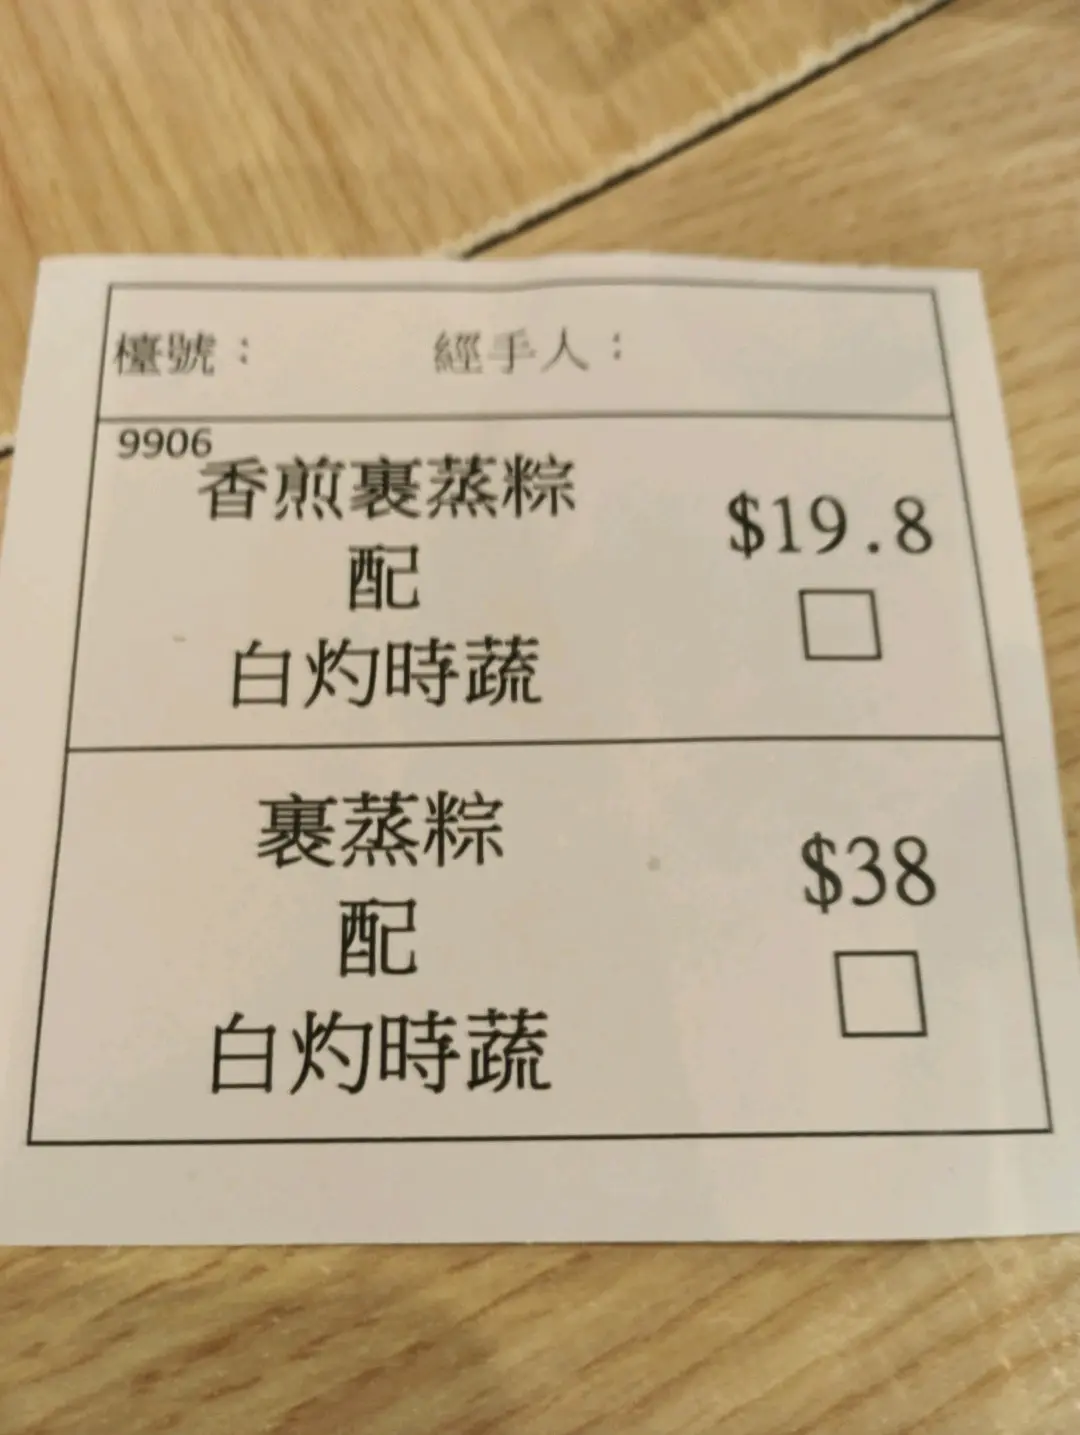 檯號： 經手人：
9906
香煎裹蒸粽
配
白灼時蔬
$19.8
裹蒸粽
配
白灼時蔬
$38